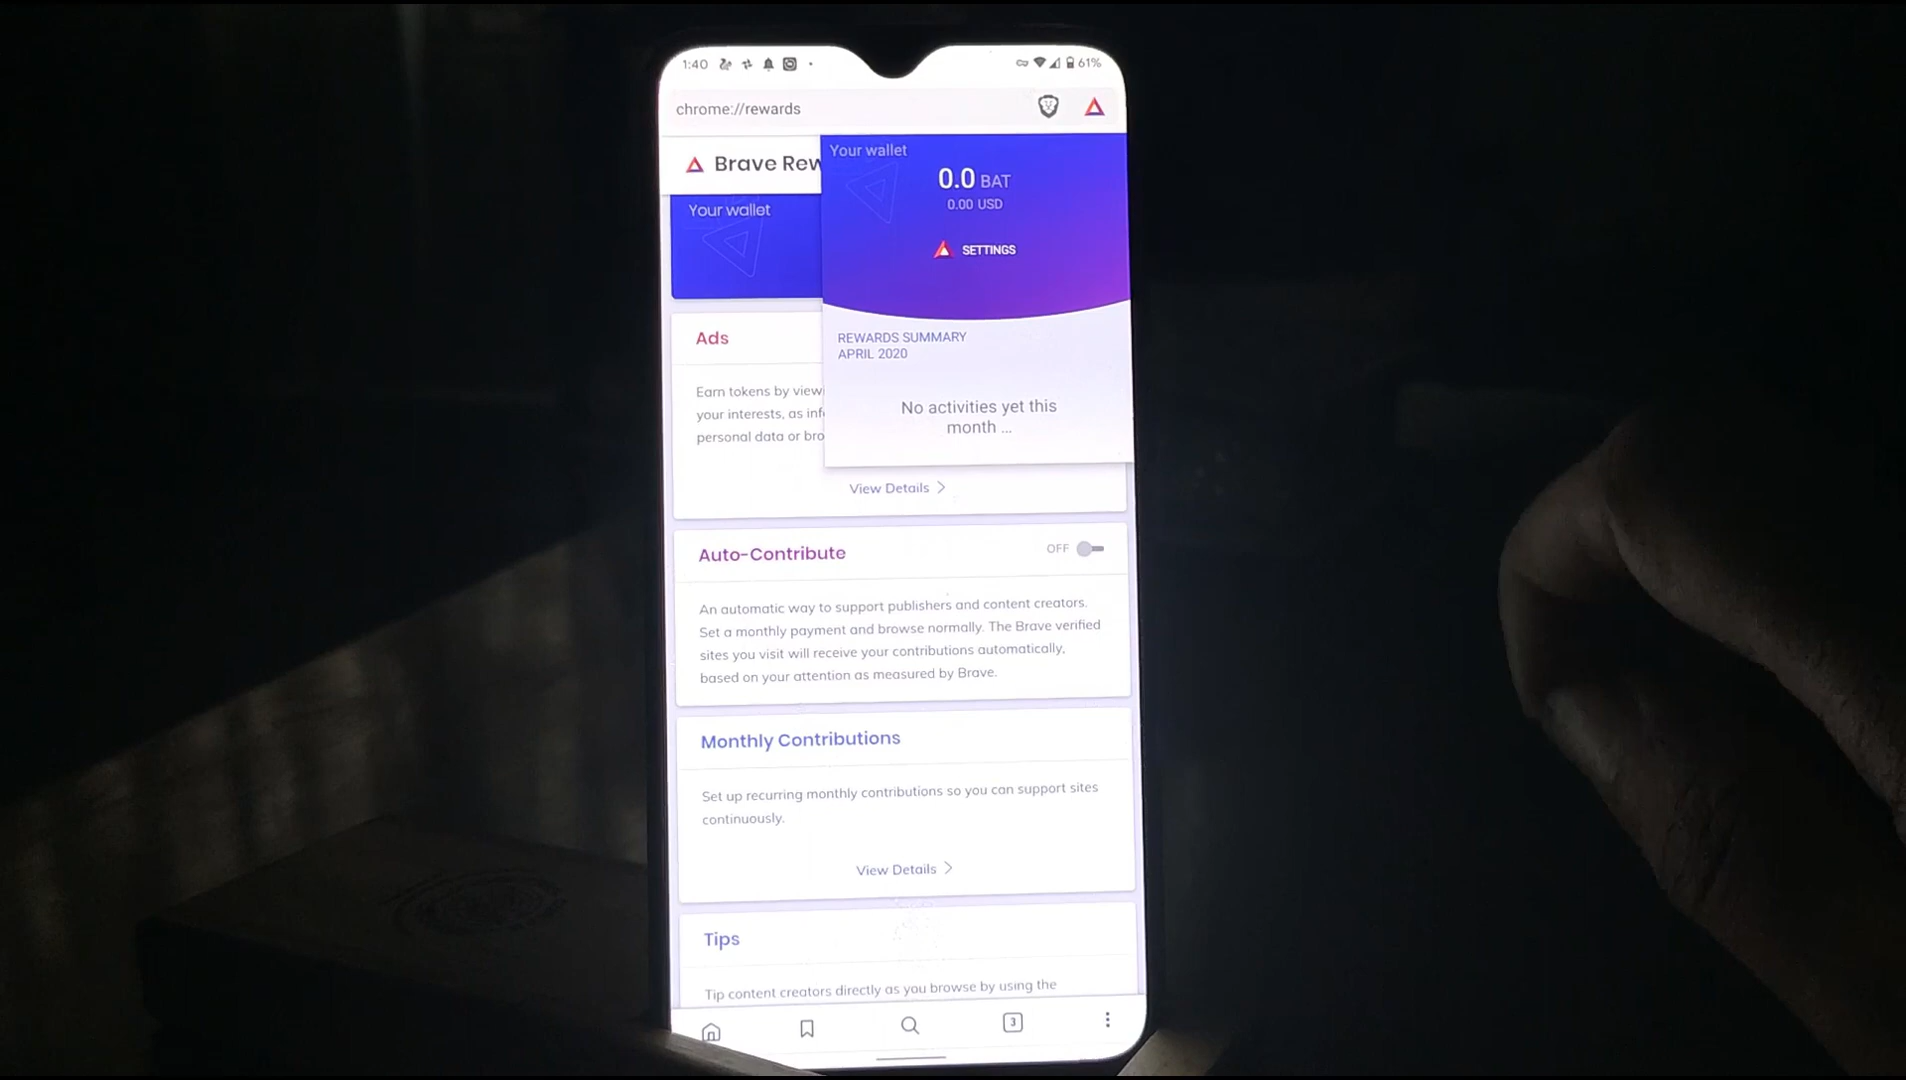 1:40
61%
chrome://rewards
Brave Rew
Your wallet
Your wallet
0.0 BAT
0.00 USD
SETTINGS
REWARDS SUMMARY
APRIL 2020
No activities yet this
month ...
Ads
Earn tokens by view
your interests, as inf
personal data or bro
View Details
Auto-Contribute
OFF
An automatic way to support publishers and content creators.
Set a monthly payment and browse normally. The Brave verified
sites you visit will receive your contributions automatically,
based on your attention as measured by Brave.
Monthly Contributions
Set up recurring monthly contributions so you can support sites
continuously.
View Details
Tips
Tip content creators directly as you browse by using the
3